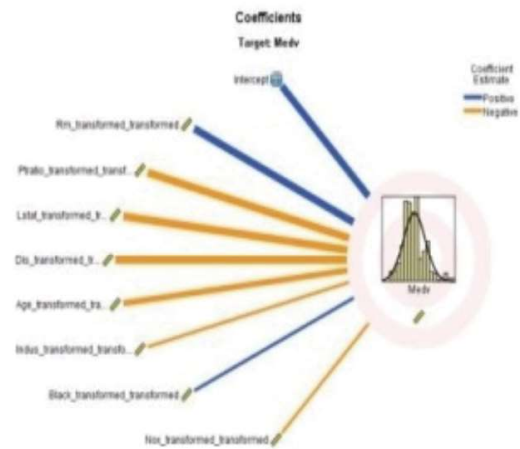 Coefficients
Target: Medv
Intercept
Coefficient
Estimate
Positive
Negative
Rm_transformed_transformed
Ptratio_transformed_transf...
Lstat_transformed_tr...
Dis_transformed_tr...
Age_transformed_tra...
Indus_transformed_transfo...
Black_transformed_transformed
Nox_transformed_transformed
Medv